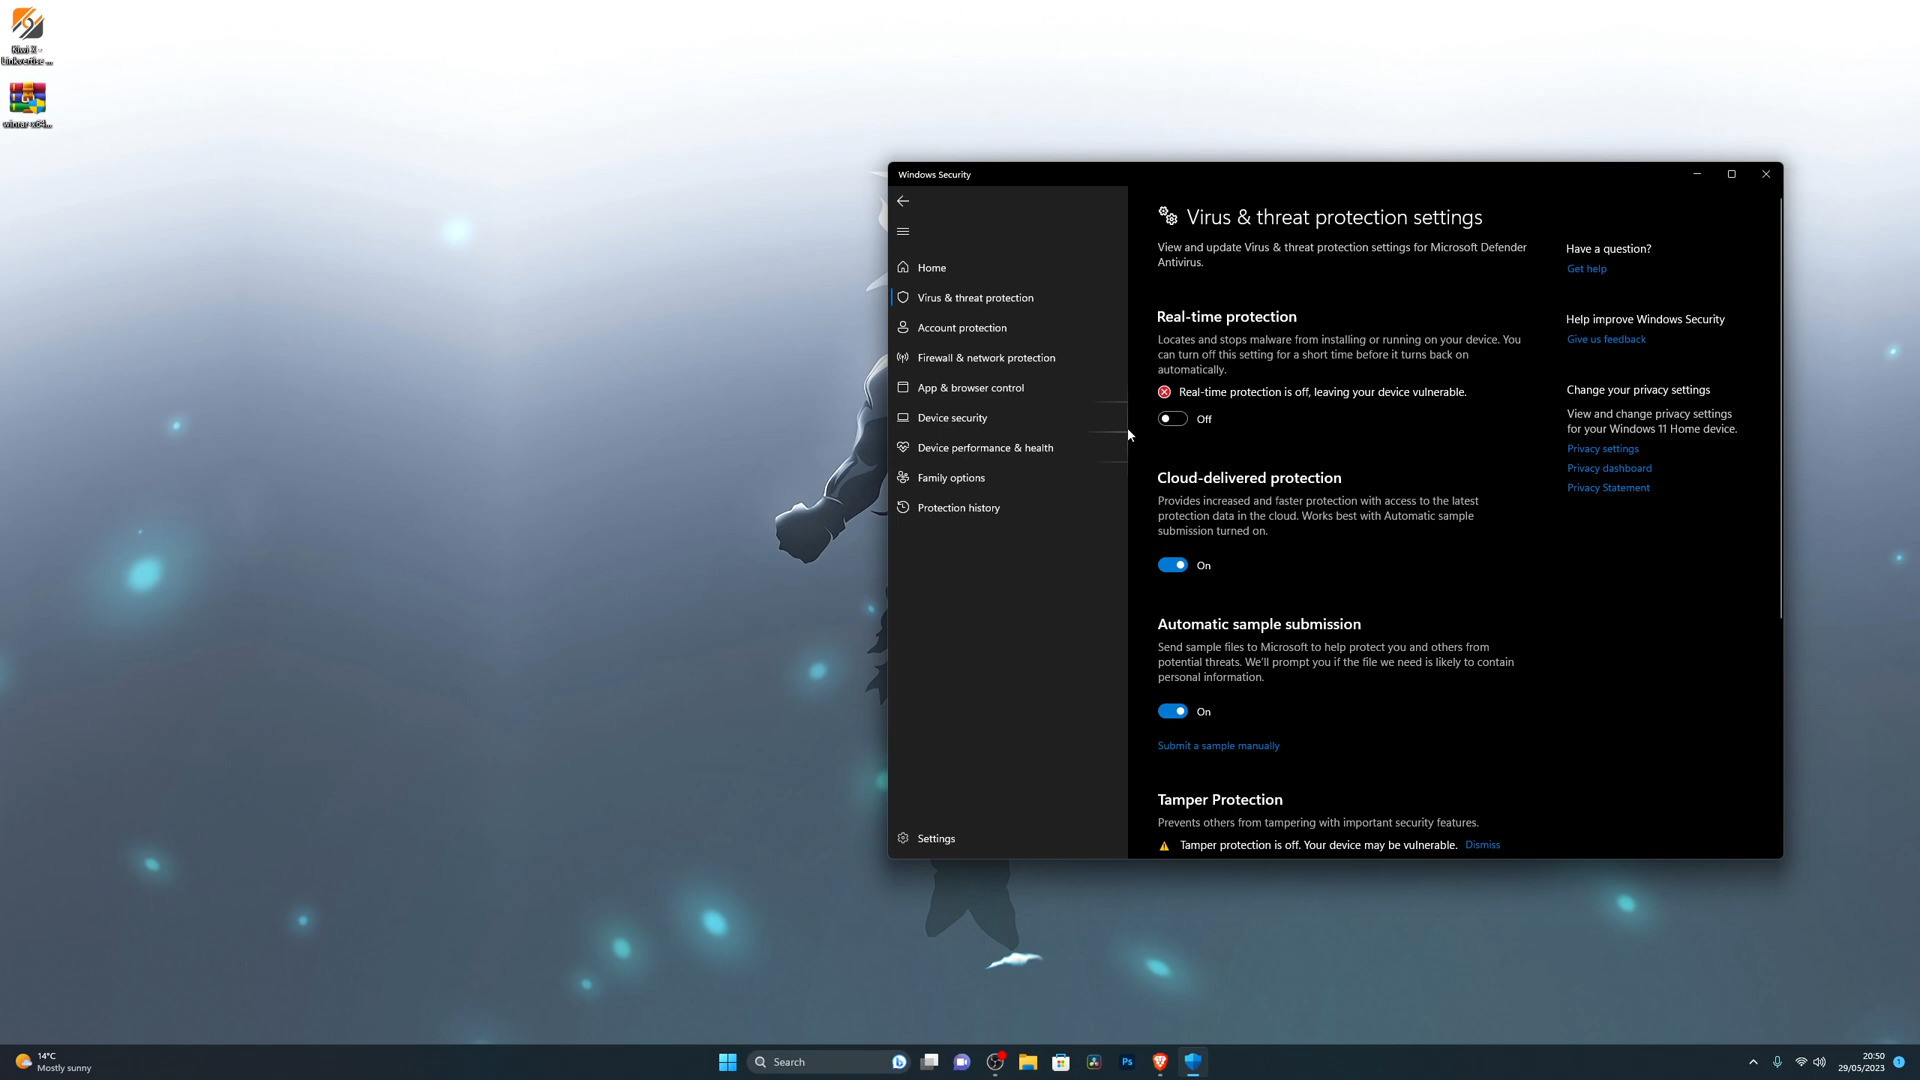 Kiwi X -
Linkvertise ...
winrar-x64...
Windows Security
Home
Virus & threat protection
Account protection
Firewall & network protection
App & browser control
Device security
Device performance & health
Family options
Protection history
Settings
Virus & threat protection settings
View and update Virus & threat protection settings for Microsoft Defender
Antivirus.
Real-time protection
Locates and stops malware from installing or running on your device. You
can turn off this setting for a short time before it turns back on
automatically.
Real-time protection is off, leaving your device vulnerable.
Off
Cloud-delivered protection
Provides increased and faster protection with access to the latest
protection data in the cloud. Works best with Automatic sample
submission turned on.
On
Automatic sample submission
Send sample files to Microsoft to help protect you and others from
potential threats. We'll prompt you if the file we need is likely to contain
personal information.
On
Submit a sample manually
Tamper Protection
Prevents others from tampering with important security features.
Tamper protection is off. Your device may be vulnerable. Dismiss
Have a question?
Get help
Help improve Windows Security
Give us feedback
Change your privacy settings
View and change privacy settings
for your Windows 11 Home device.
Privacy settings
Privacy dashboard
Privacy Statement
14°C
Mostly sunny
Search
Ps
20:50
29/05/2023
1